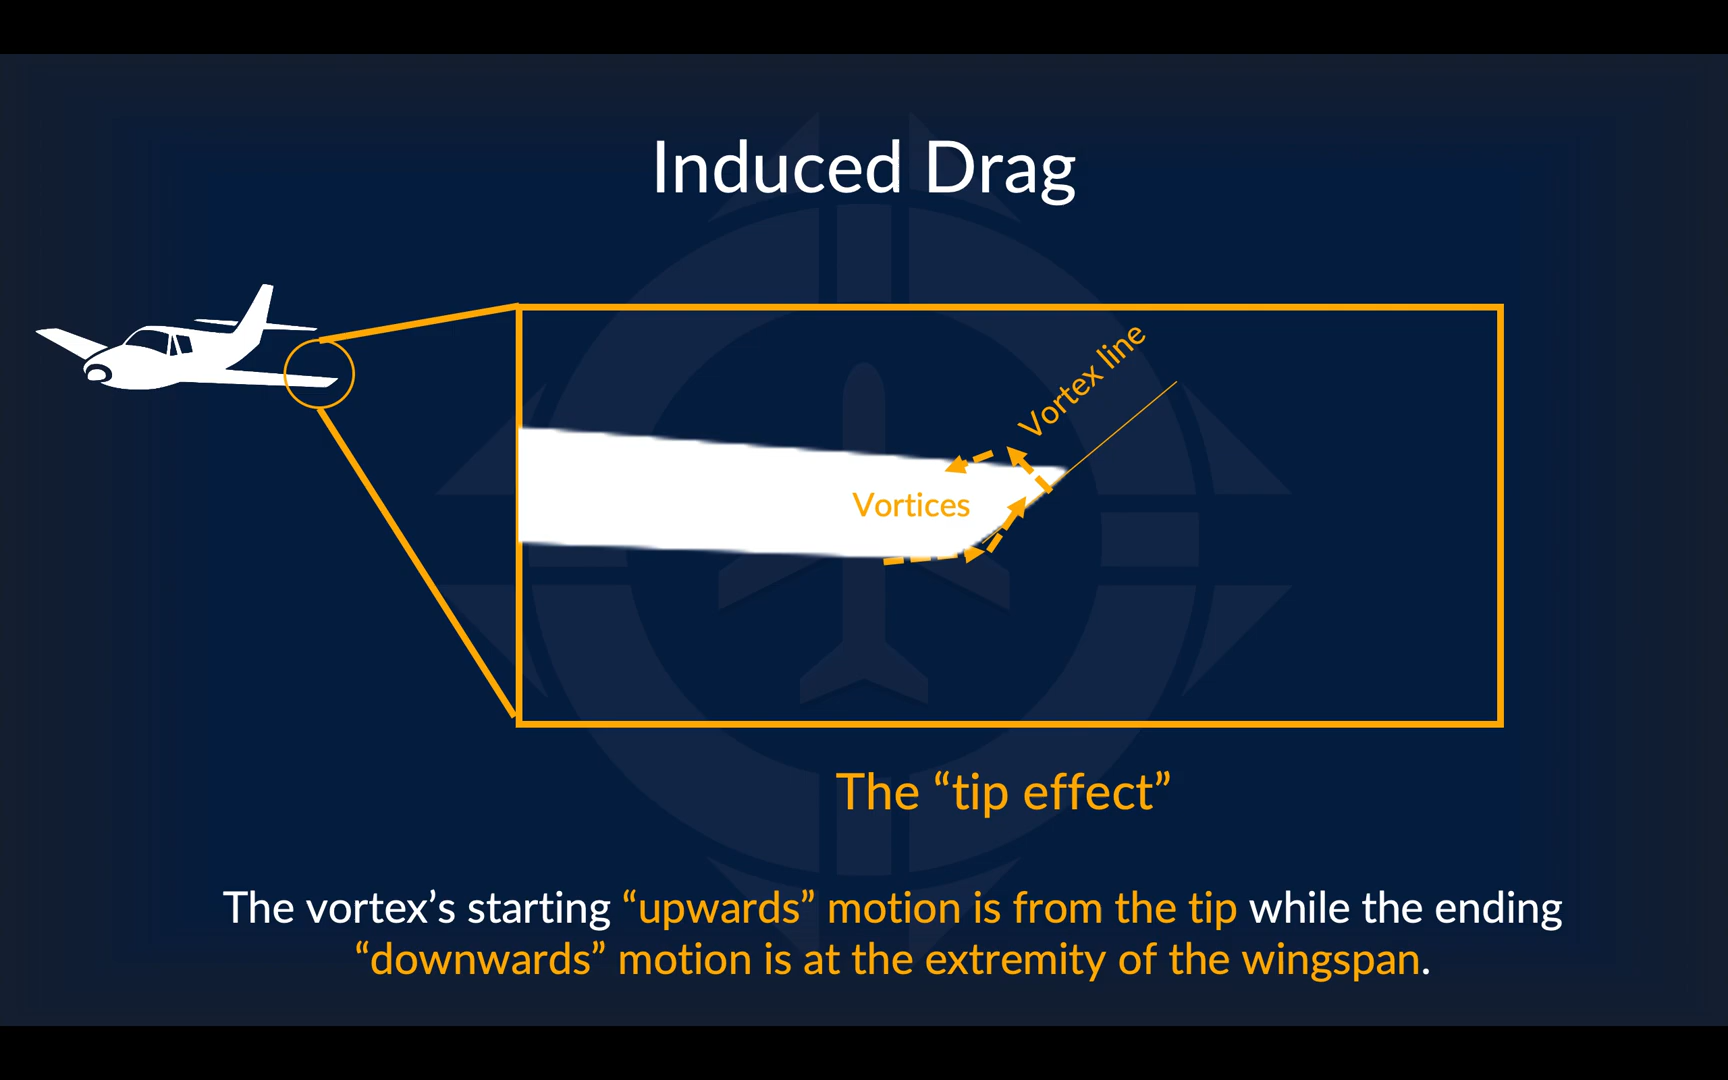 Induced Drag
Vortex line
Vortices
The “tip effect”
The vortex’s starting “upwards” motion is from the tip while the ending
“downwards” motion is at the extremity of the wingspan.